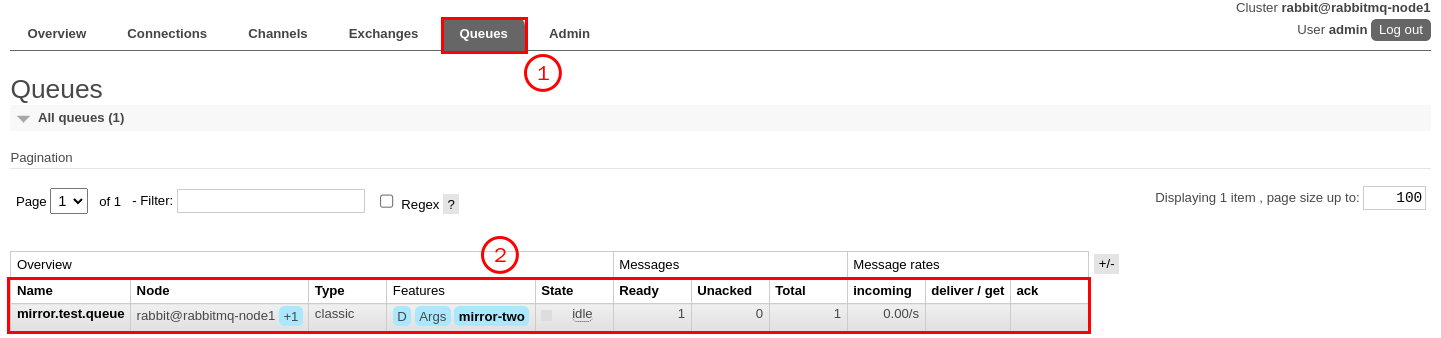 Cluster rabbit@rabbitmq-node1
User admin Log out
Overview Connections Channels Exchanges Queues Admin
1
Queues
All queues (1)
Pagination
Page 1 of 1 - Filter: Regex ? Displaying 1 item , page size up to: 100
2
Overview Messages Message rates +/-
Name Node Type Features State Ready Unacked Total incoming deliver / get ack
mirror.test.queue rabbit@rabbitmq-node1 +1 classic D Args mirror-two idle 1 0 1 0.00/s